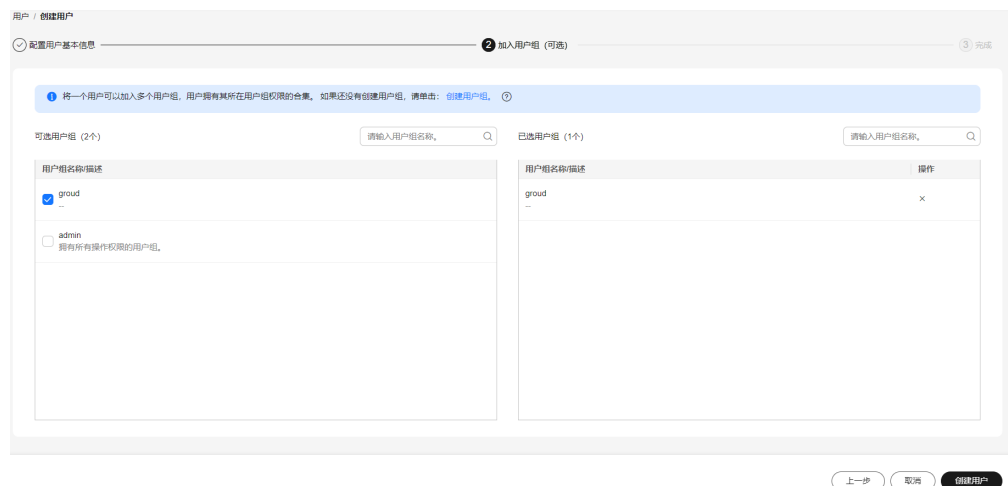 用户 / 创建用户
配置用户基本信息
2 加入用户组 (可选)
3 完成
将一个用户可以加入多个用户组，用户拥有其所在用户组权限的合集。 如果还没有创建用户组，请单击： 创建用户组。
可选用户组 (2个)
请输入用户组名称。
已选用户组 (1个)
请输入用户组名称。
用户组名称/描述
用户组名称/描述
操作
groud
--
groud
--
admin
拥有所有操作权限的用户组。
上一步
取消
创建用户